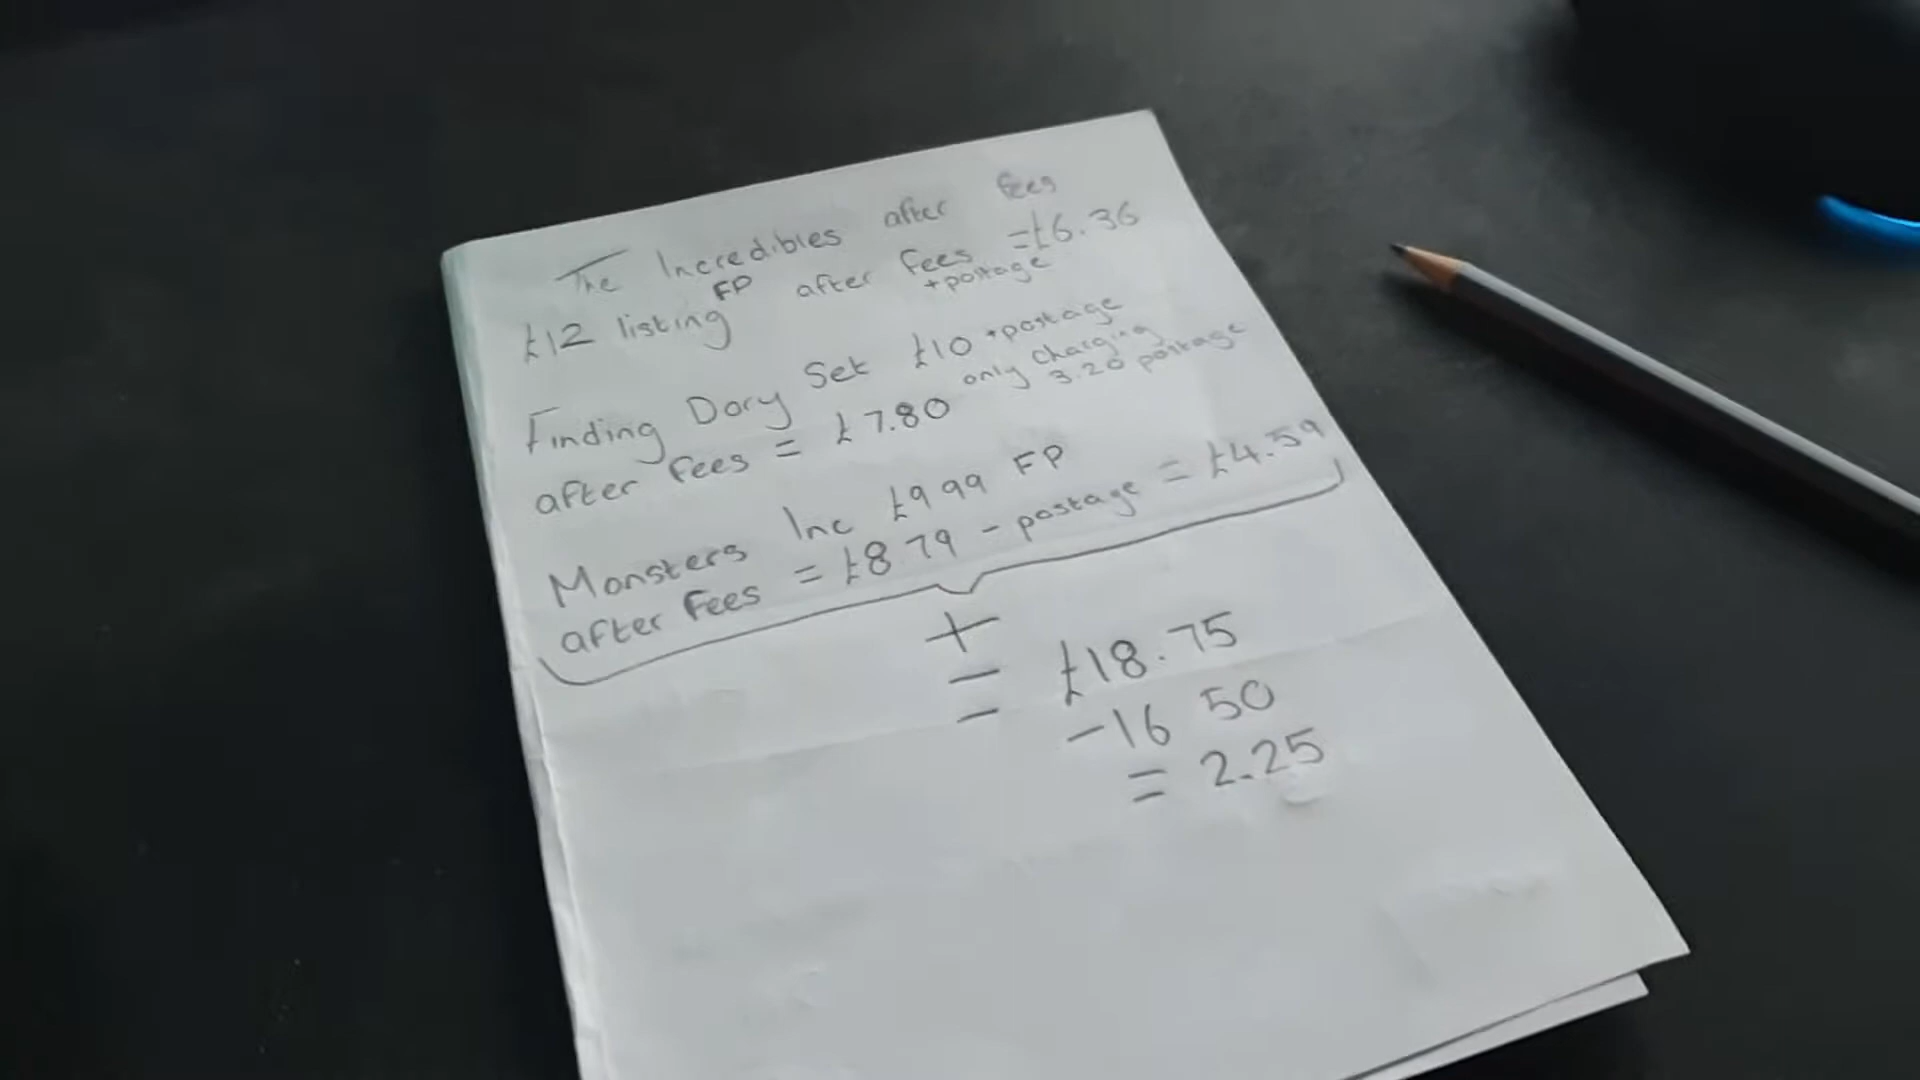 The Incredibles after fees
£12 listing FP after fees = £6.36
+postage
Finding Dory Set £10 +postage
after fees = £7.80 only charging
3.20 postage
Monsters Inc £9 99 FP
after fees = £8 79 - postage = £4.59
+
= £18.75
-16 50
= 2.25